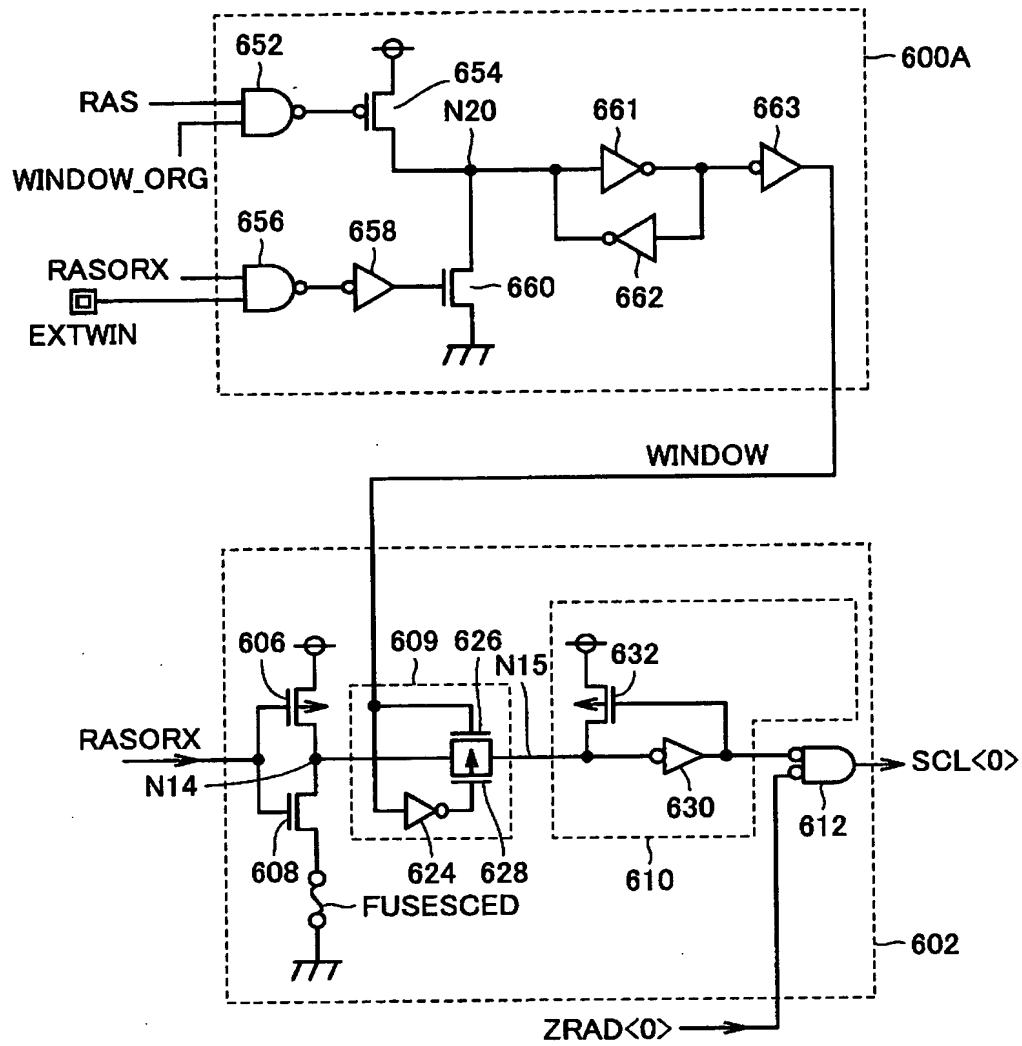 652
654
600A
RAS
N20
661
663
WINDOW_ORG
656
658
RASORX
660
662
EXTWIN
WINDOW
606
609
626
N15
632
RASORX
SCL<0>
N14
630
612
608
624
628
610
FUSESCED
602
ZRAD<0>